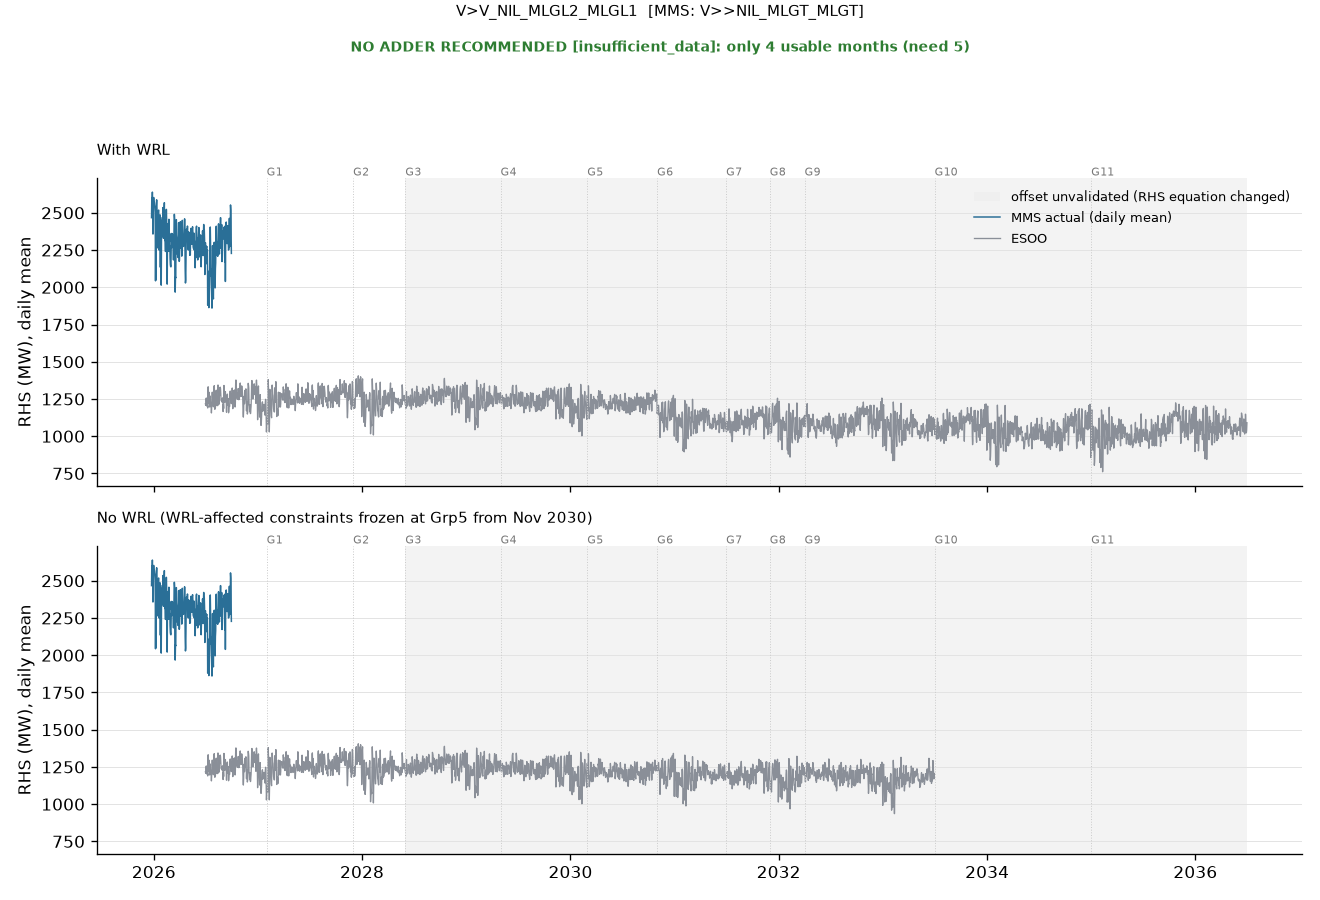 V>V_NIL_MLGL2_MLGL1 [MMS: V>>NIL_MLGT_MLGT]
NO ADDER RECOMMENDED [insufficient_data]: only 4 usable months (need 5)
With WRL
G1 G2 G3 G4 G5 G6 G7 G8 G9 G10 G11
offset unvalidated (RHS equation changed)
MMS actual (daily mean)
ESOO
RHS (MW), daily mean
2500
2250
2000
1750
1500
1250
1000
750
No WRL (WRL-affected constraints frozen at Grp5 from Nov 2030)
G1 G2 G3 G4 G5 G6 G7 G8 G9 G10 G11
RHS (MW), daily mean
2500
2250
2000
1750
1500
1250
1000
750
2026 2028 2030 2032 2034 2036